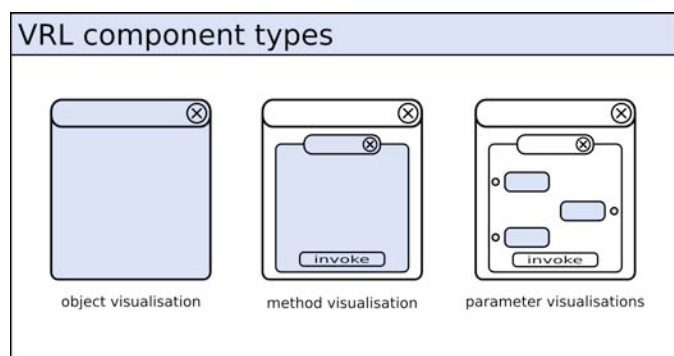 VRL component types
invoke
invoke
object visualisation
method visualisation
parameter visualisations